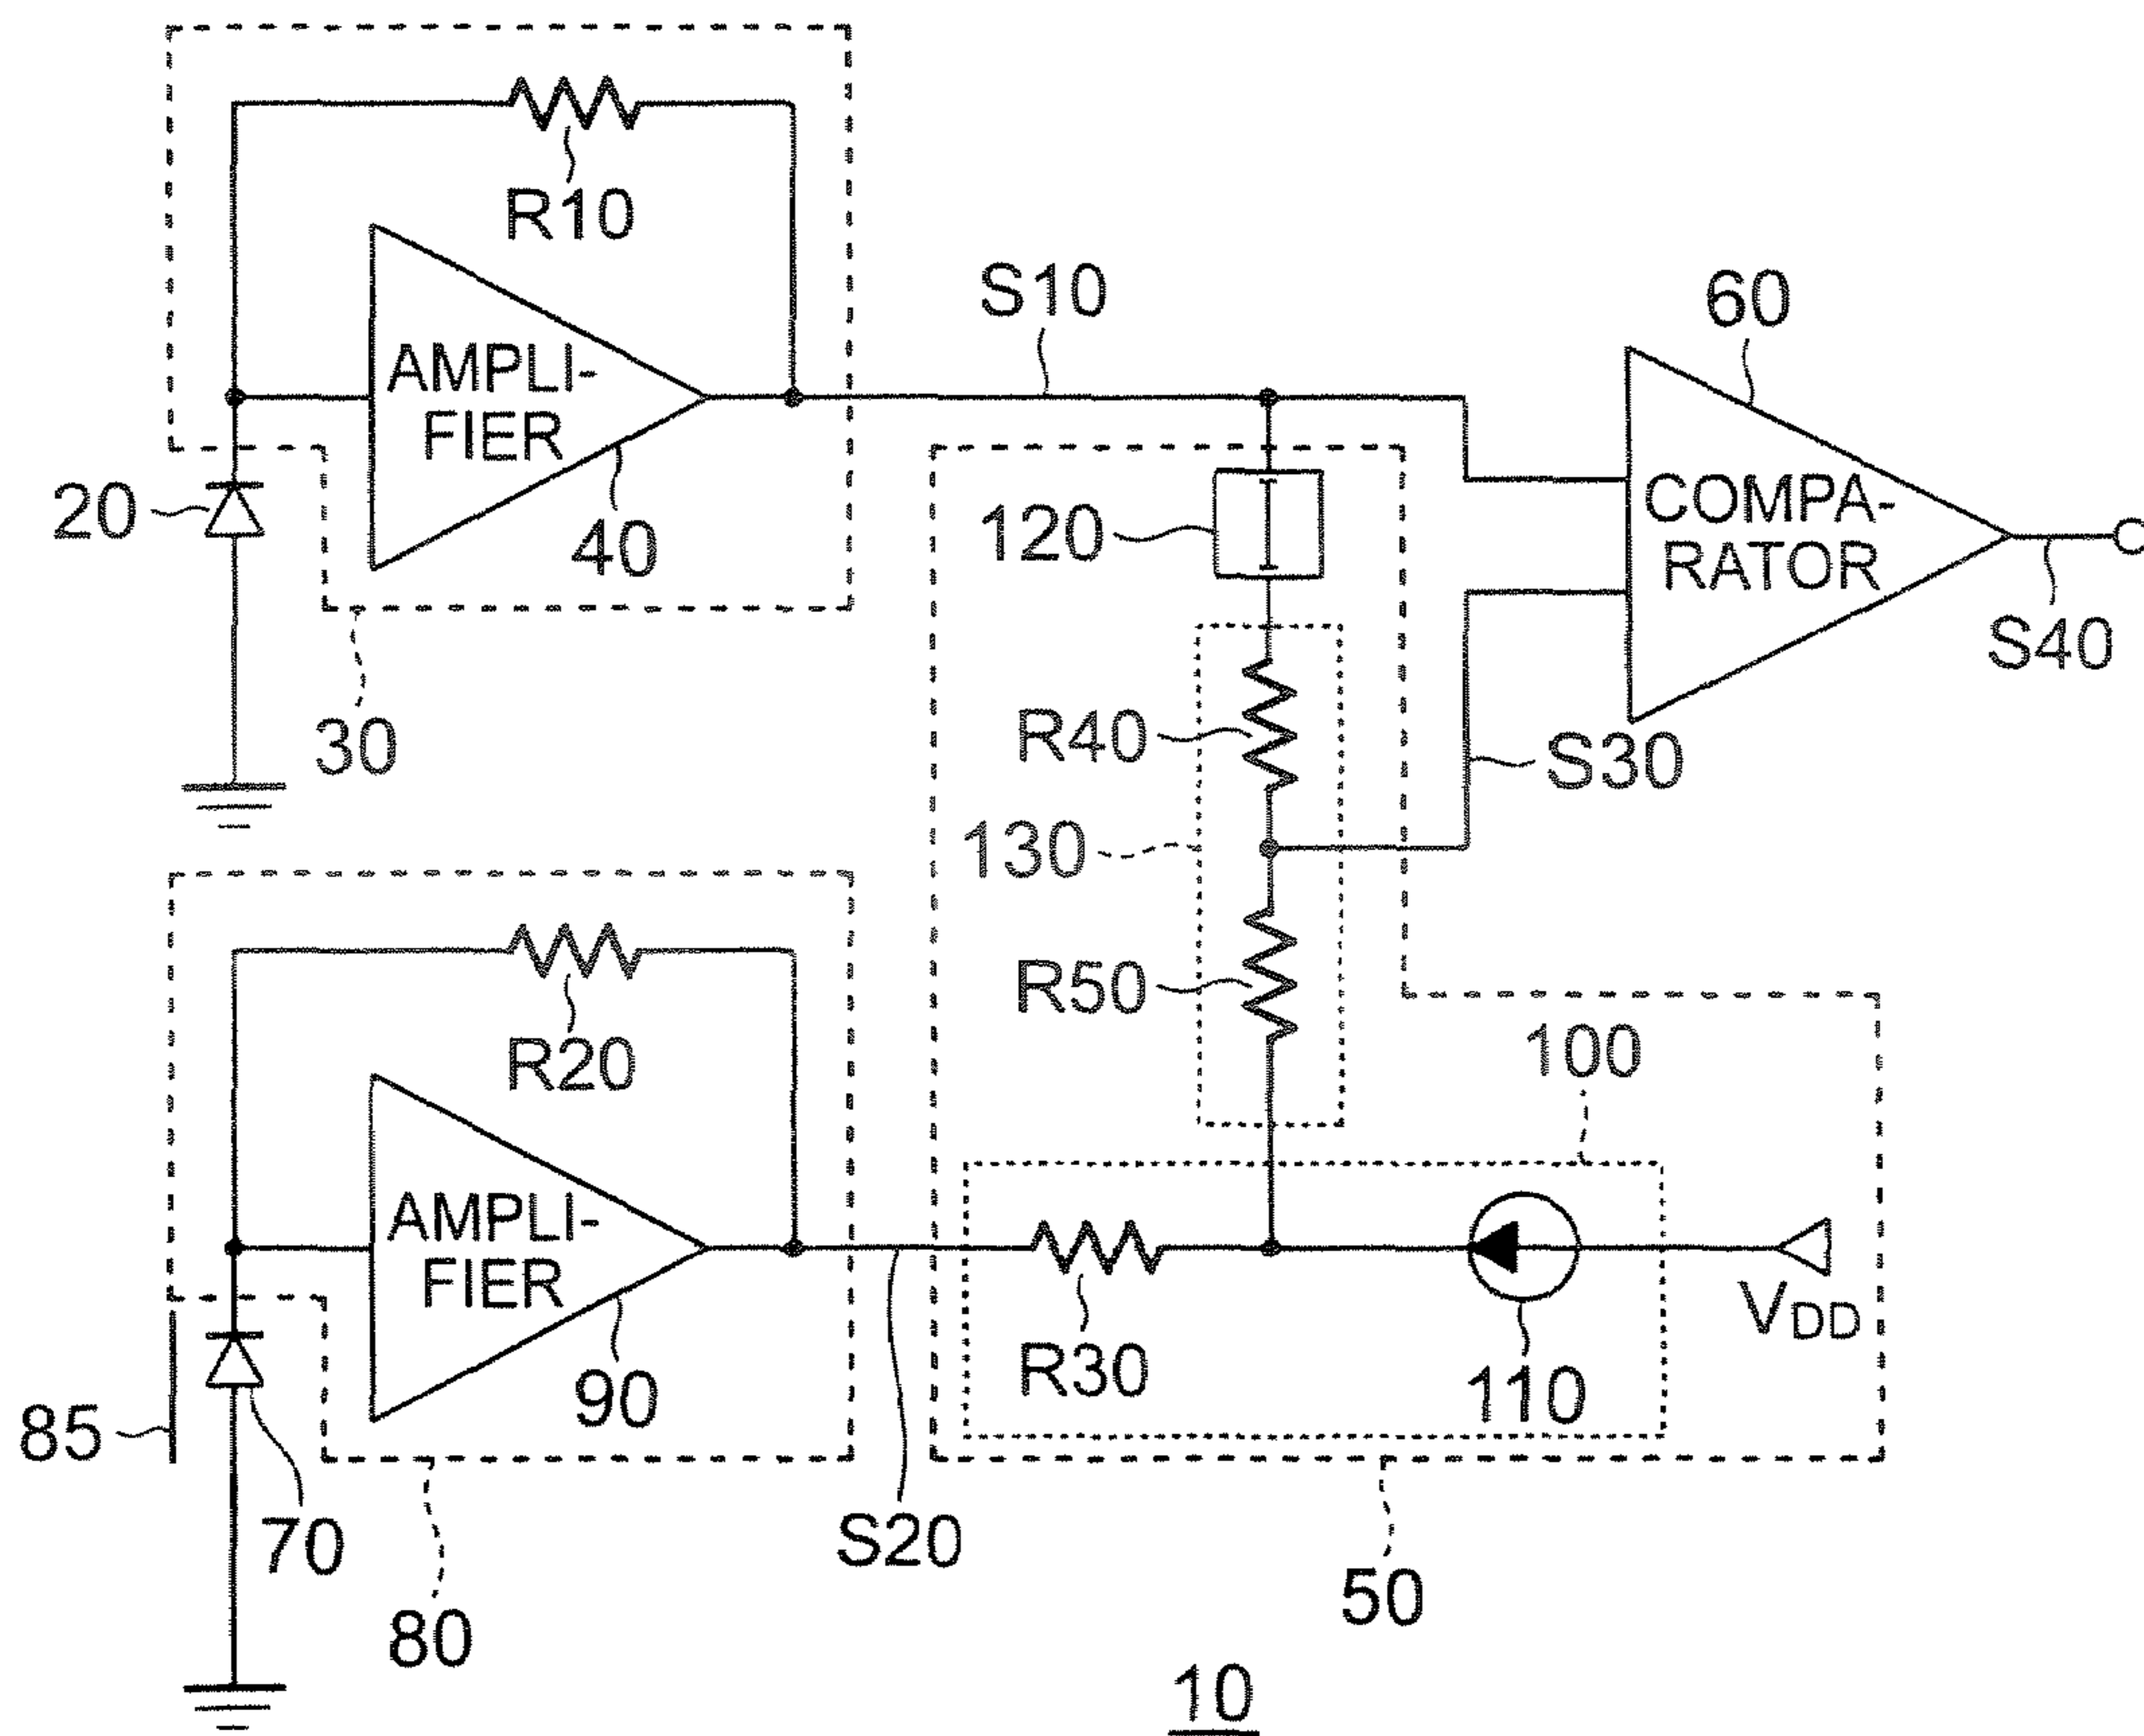 R10
S10
60
AMPLI-
FIER
COMPA-
RATOR
20
120
40
S40
30
R40
S30
130
R50
R20
100
AMPLI-
FIER
VDD
R30
90
110
85
S20
70
50
80
10